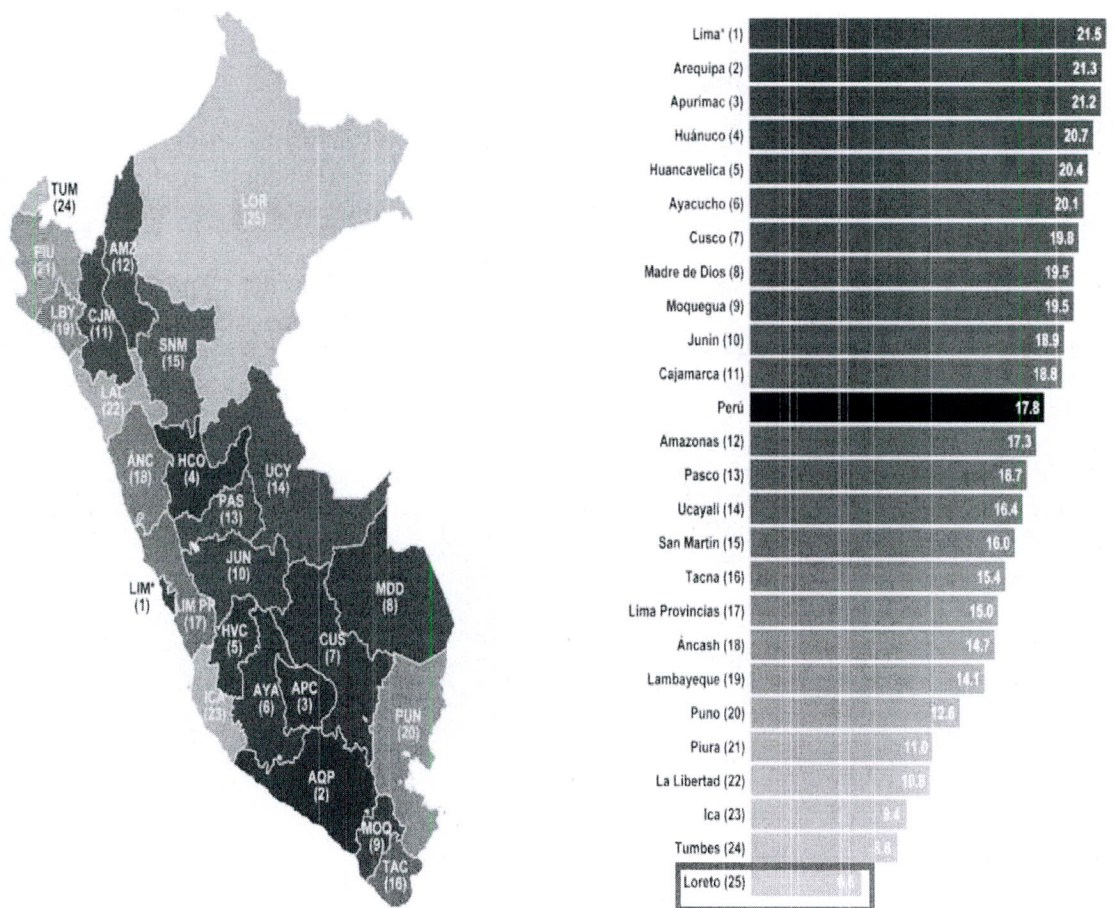 TUM
(24)
LOR
(25)
PIU
(21)
AMZ
(12)
LBY
(19)
CJM
(11)
SNM
(15)
LAL
(22)
ANC
(18)
HCO
(4)
UCY
(14)
PAS
(13)
JUN
(10)
LIM*
(1)
LIM PR
(17)
MDD
(8)
HVC
(5)
CUS
(7)
ICA
(23)
AYA
(6)
APC
(3)
PUN
(20)
AQP
(2)
MOQ
(9)
TAC
(16)
Lima* (1) 21.5
Arequipa (2) 21.3
Apurímac (3) 21.2
Huánuco (4) 20.7
Huancavelica (5) 20.4
Ayacucho (6) 20.1
Cusco (7) 19.8
Madre de Dios (8) 19.5
Moquegua (9) 19.5
Junín (10) 18.9
Cajamarca (11) 18.8
Perú 17.8
Amazonas (12) 17.3
Pasco (13) 16.7
Ucayali (14) 16.4
San Martín (15) 16.0
Tacna (16) 15.4
Lima Provincias (17) 15.0
Áncash (18) 14.7
Lambayeque (19) 14.1
Puno (20) 12.6
Piura (21) 11.0
La Libertad (22) 10.8
Ica (23) 9.4
Tumbes (24) 8.8
Loreto (25)